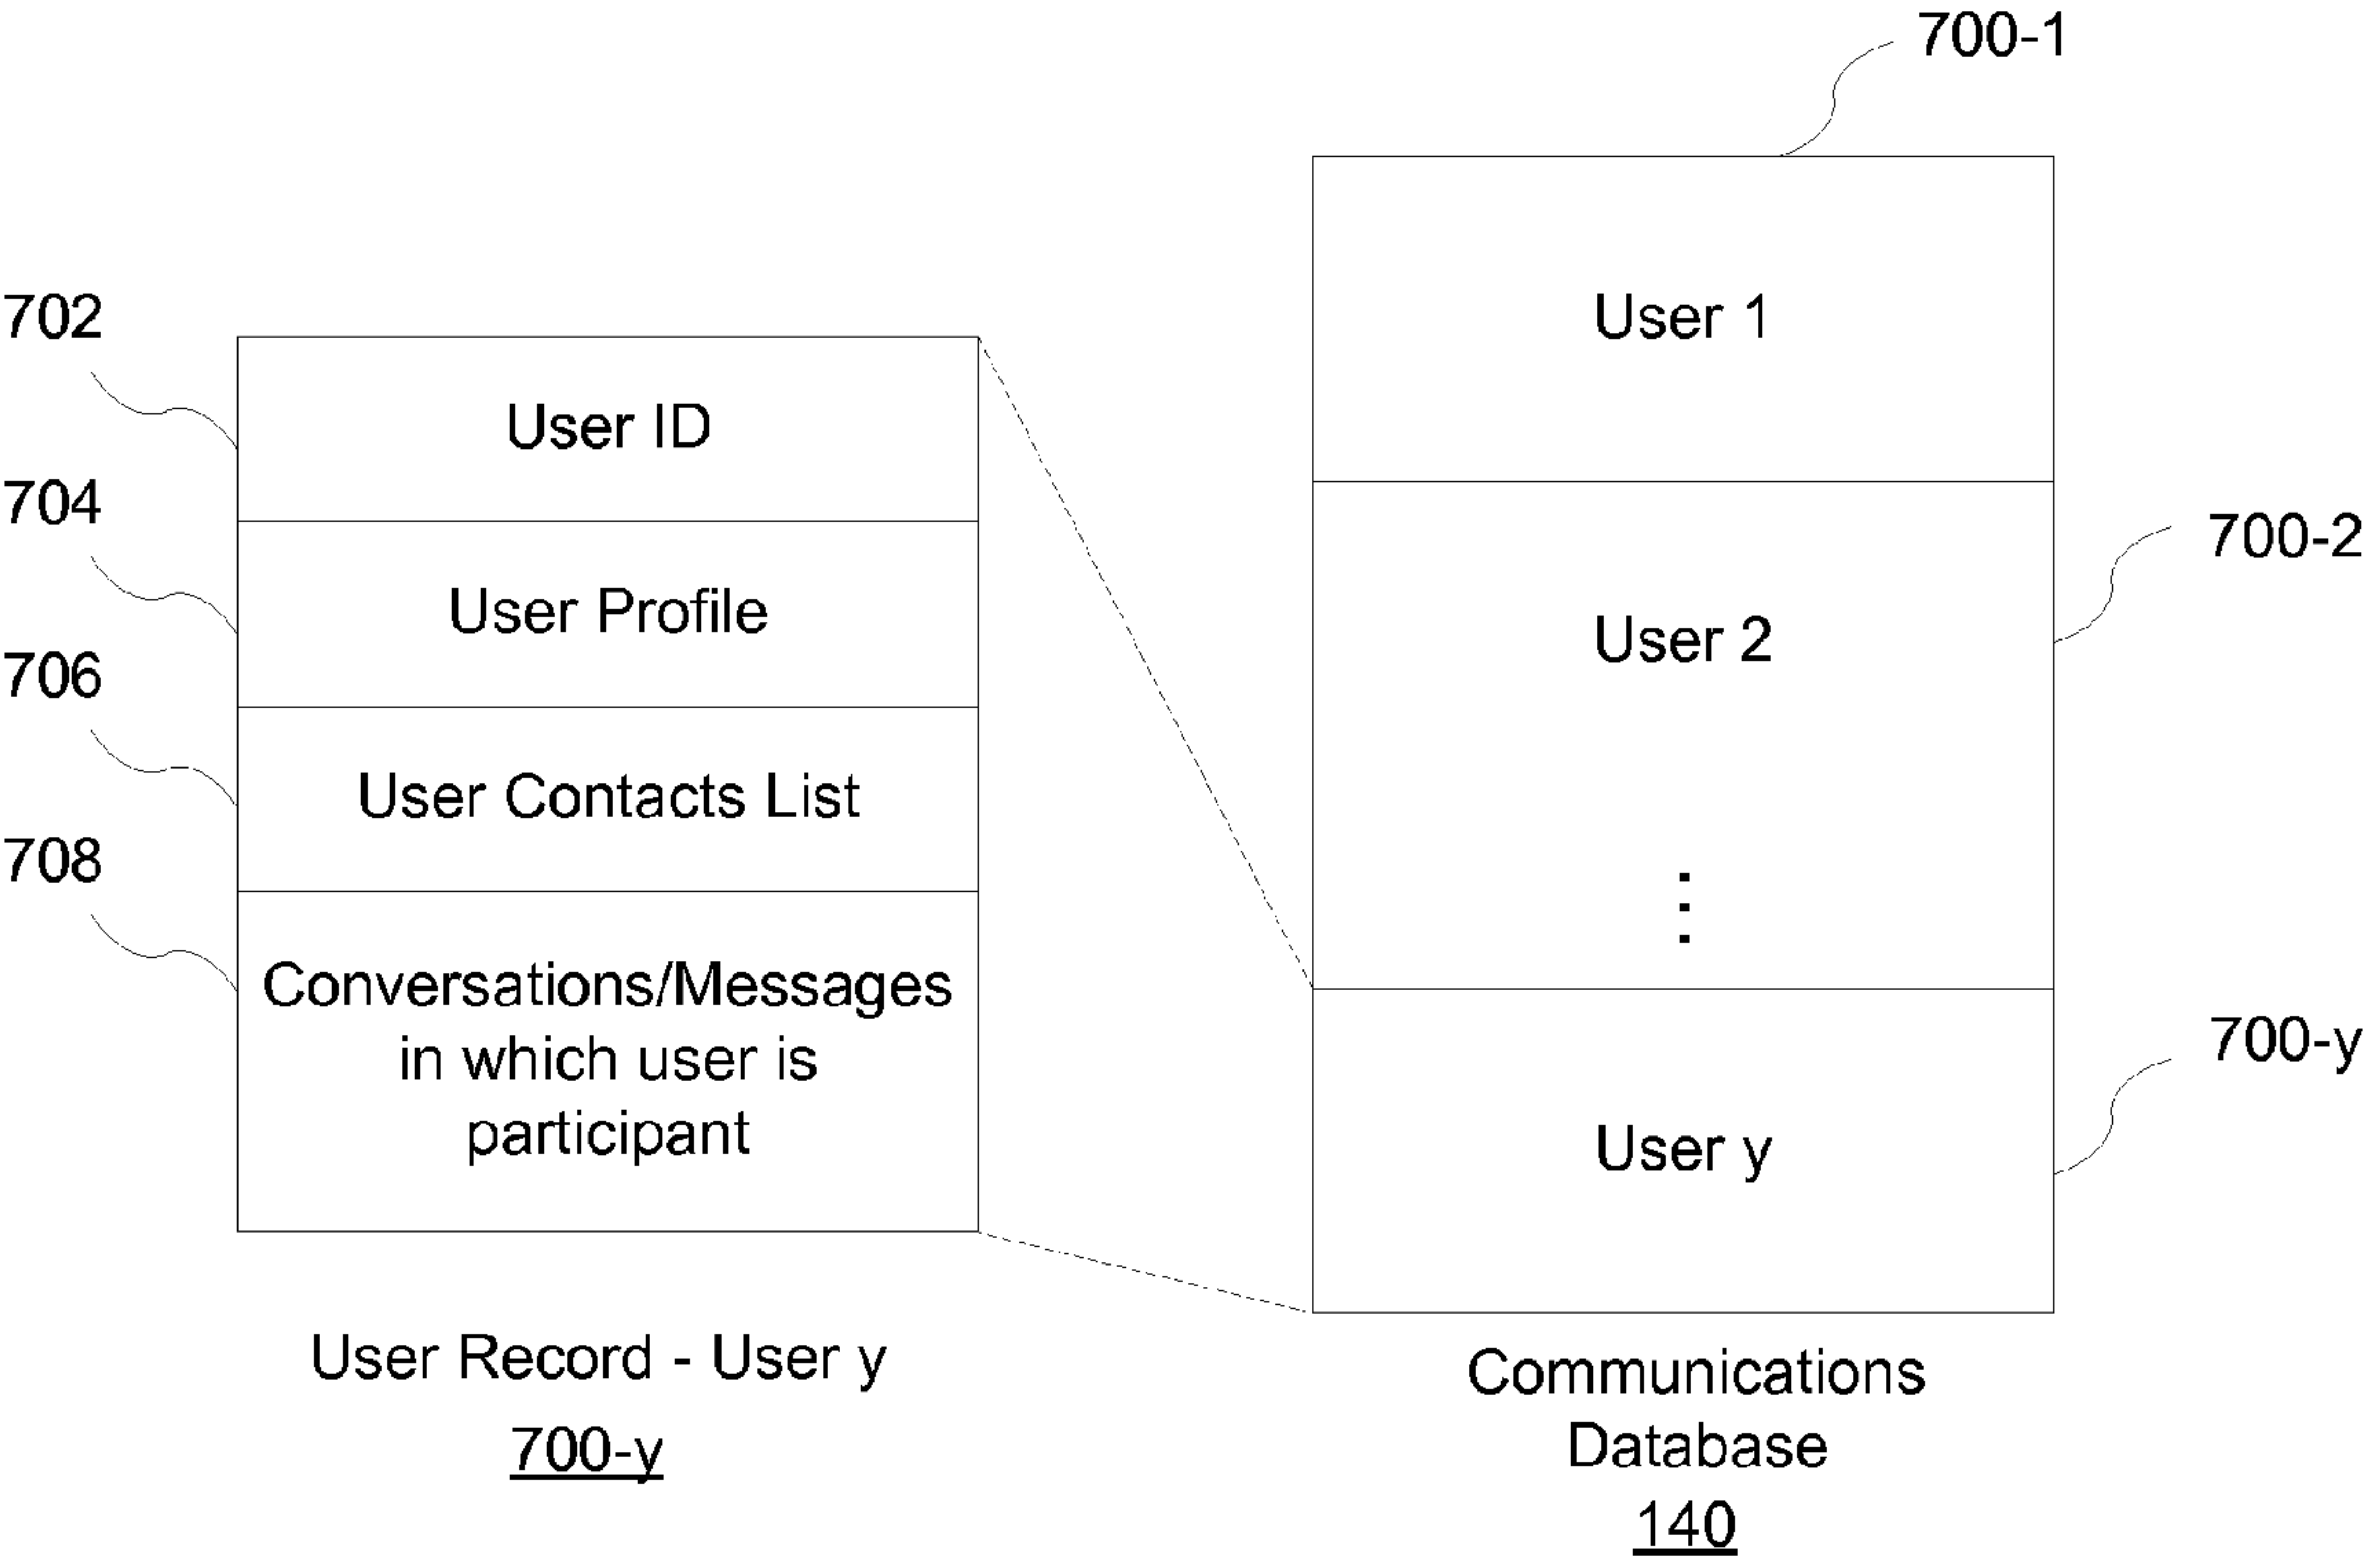 700-1
702
User ID
704
User Profile
706
User Contacts List
708
Conversations/Messages
in which user is
participant
User Record - User y
700-y
User 1
700-2
User 2
⋮
700-y
User y
Communications
Database
140